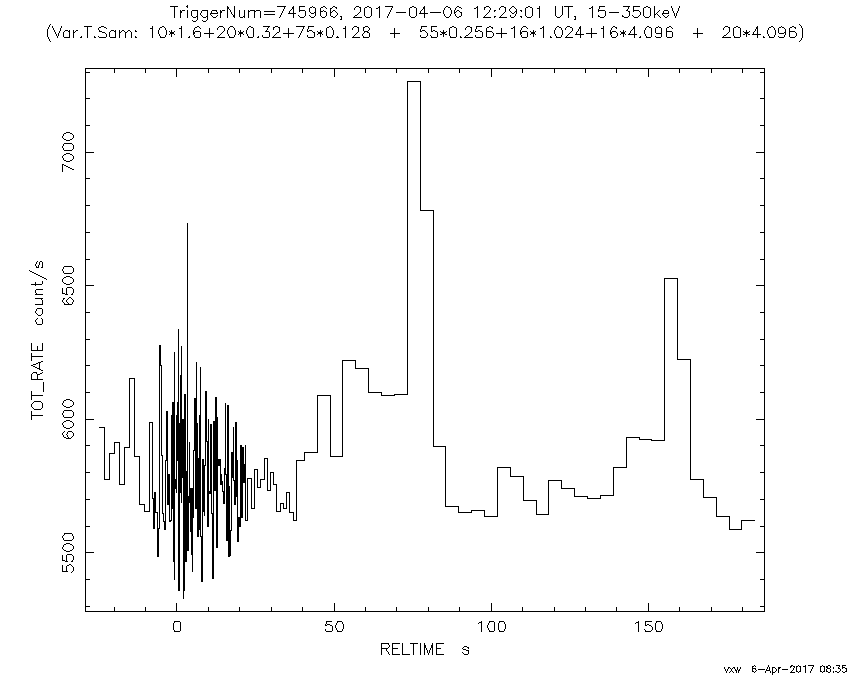 TriggerNum=745966, 2017-04-06 12:29:01 UT, 15-350keV
(Var.T.Sam: 10*1.6+20*0.32+75*0.128 + 55*0.256+16*1.024+16*4.096 + 20*4.096)
7000
6500
6000
5500
TOT_RATE count/s
0 50 100 150
RELTIME s
vxw 6-Apr-2017 08:35